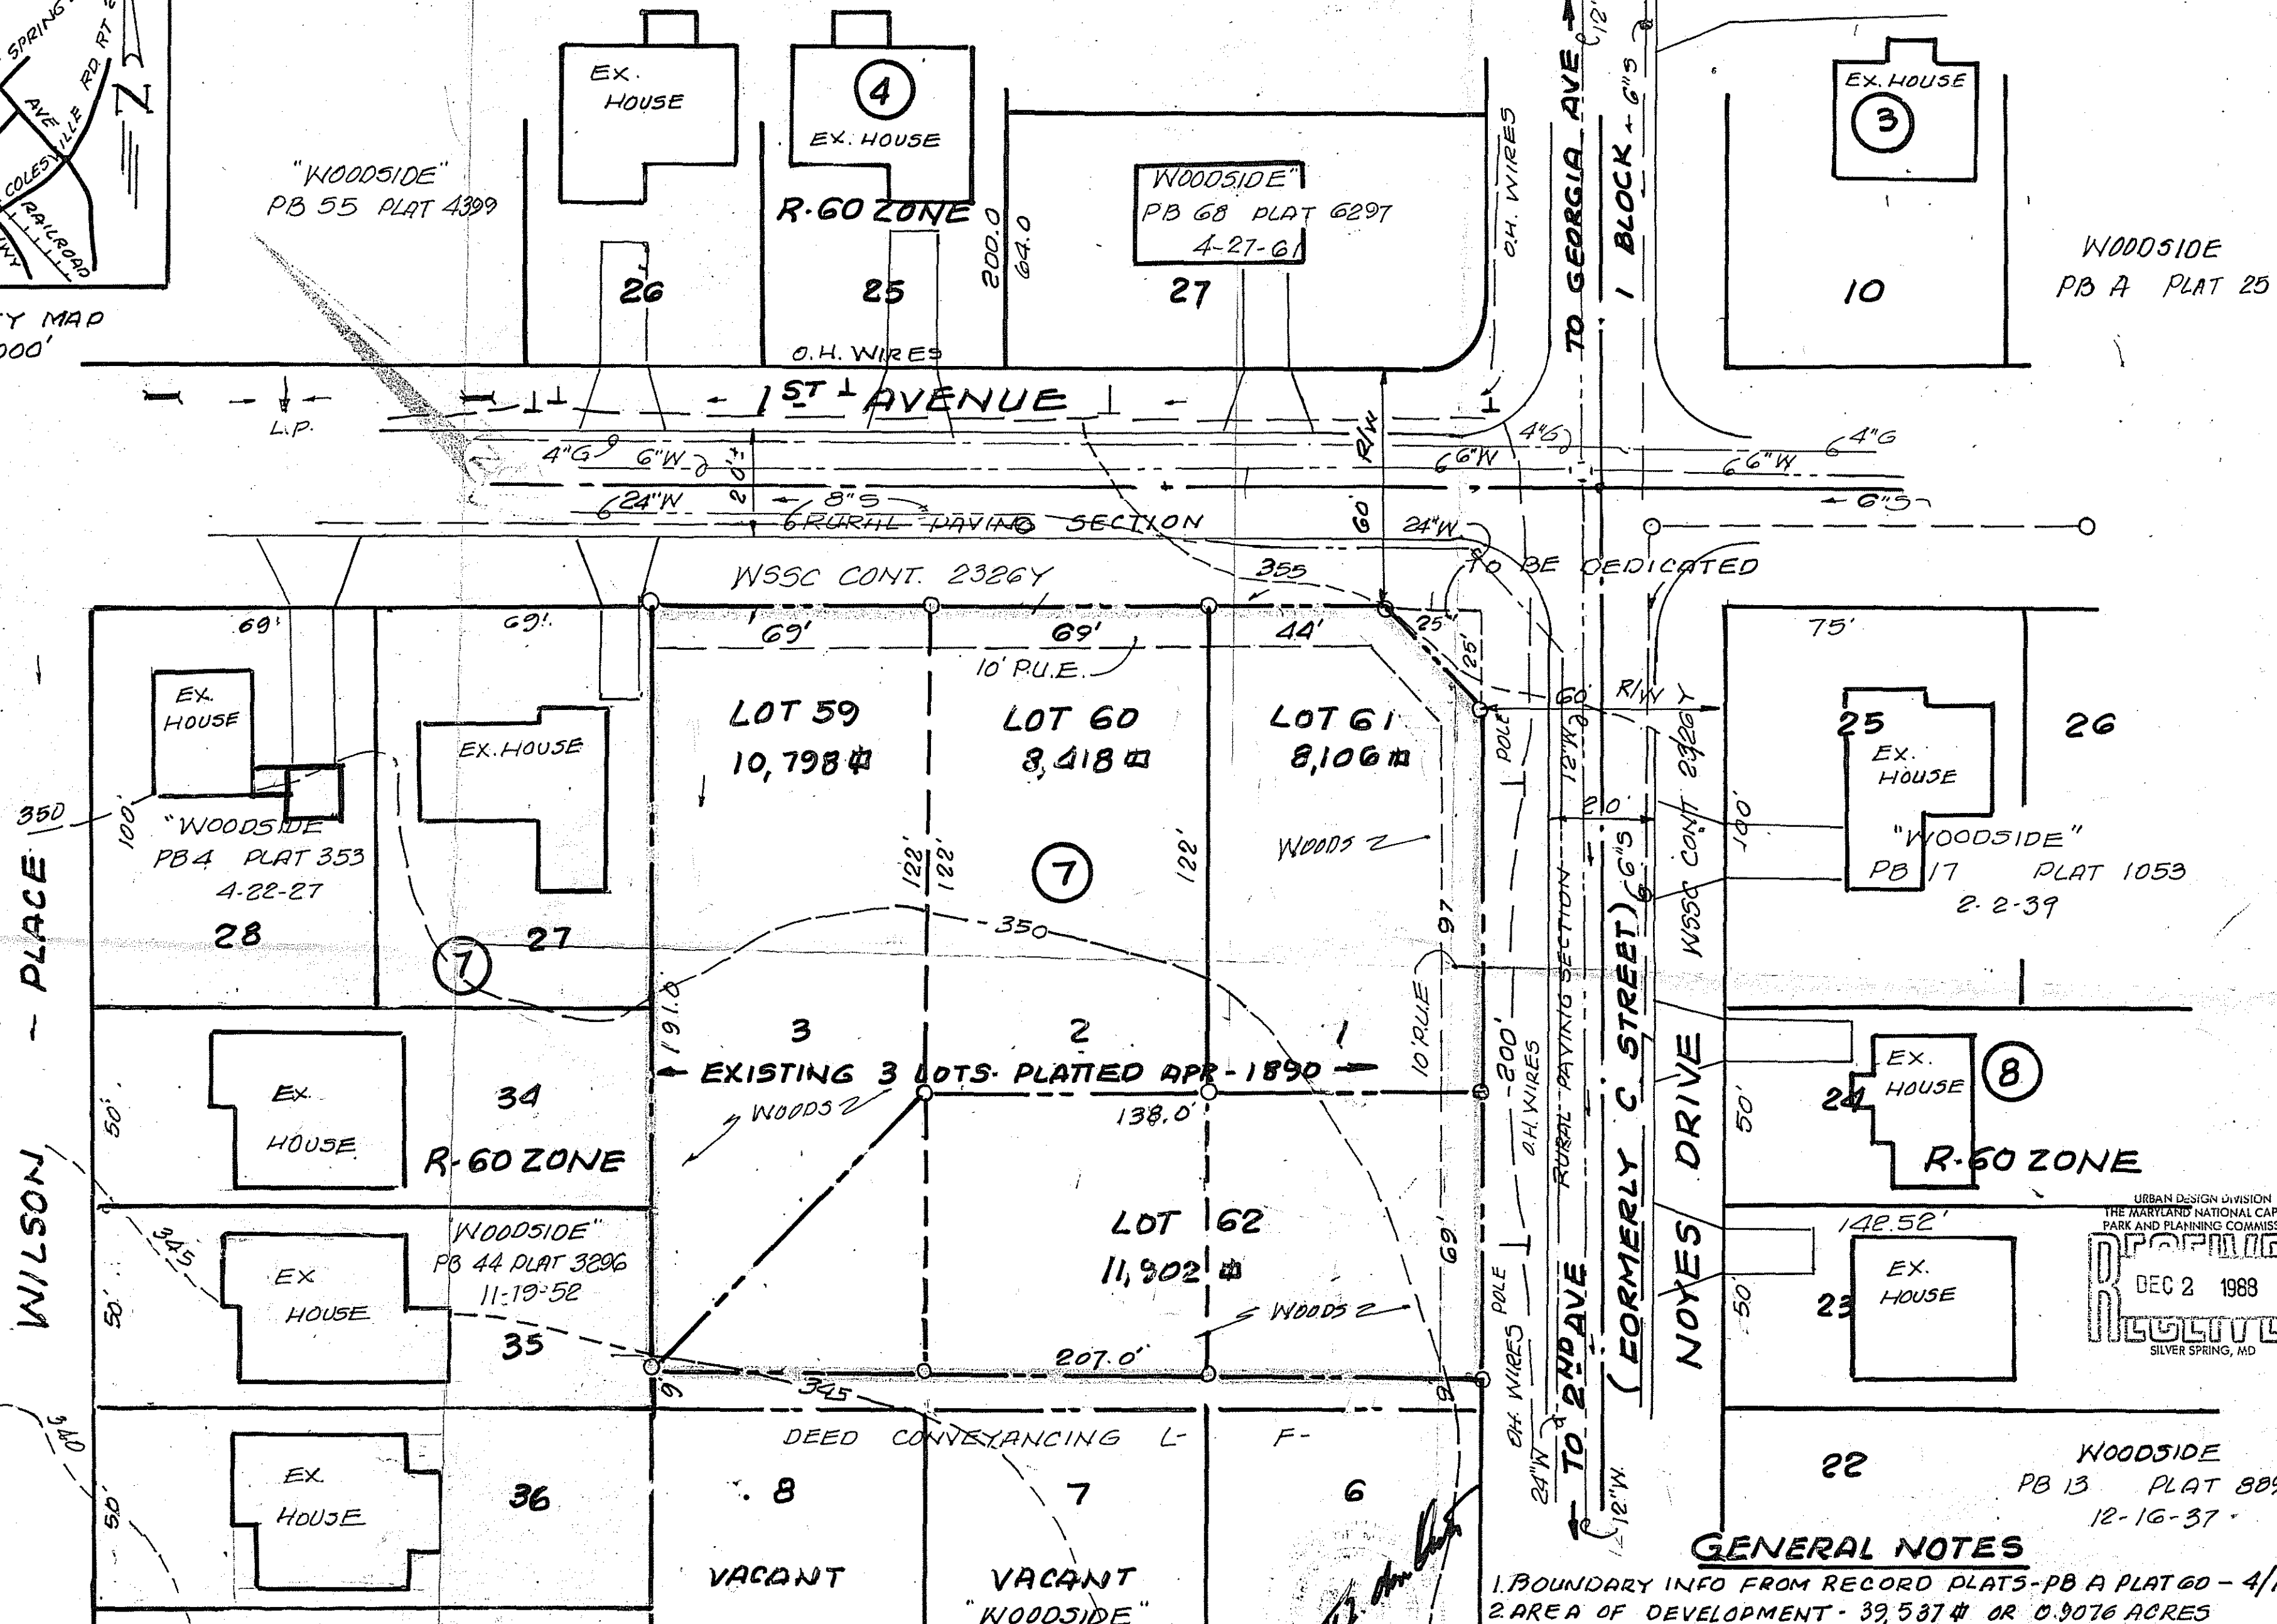 SPRING
RD. RT 2
AVE
COLESVILLE
RAILROAD
N
Y MAP
000'
"WOODSIDE"
PB 55 PLAT 4399
EX.
HOUSE
26
4
EX. HOUSE
R-60 ZONE
25
200.0
64.0
O.H. WIRES
"WOODSIDE"
PB 68 PLAT 6297
4-27-61
27
O.H. WIRES
TO GEORGIA AVE
1 BLOCK
6"S
12"
EX. HOUSE
3
10
WOODSIDE
PB A PLAT 25
L.P.
1ST AVENUE
4"G
6"W
20'±
24"W
8"S
RURAL PAVING SECTION
R/W
60'
4"G
6"W
24"W
4"G
6"W
6"S
TO BE DEDICATED
WSSC CONT. 2326Y
355
69'
69'
69'
69'
44'
25'
25'
10' P.U.E.
75'
EX.
HOUSE
350
100'
"WOODSIDE"
PB 4 PLAT 353
4-22-27
28
EX. HOUSE
27
7
LOT 59
10,798 #
LOT 60
8,418 #
LOT 61
8,106 #
122'
122'
122'
7
WOODS
350
97
191.0
3
2
1
EXISTING 3 LOTS. PLATTED APR-1890
WOODS
138.0'
10' P.U.E
POLE
200'
O.H. WIRES
RURAL PAVING SECTION
12"W
60' R/W
20'
6"S
(FORMERLY C STREET)
NOYES DRIVE
WSSC CONT 2326Y
100'
25
EX.
HOUSE
26
"WOODSIDE"
PB 17 PLAT 1053
2-2-39
PLACE
WILSON
50'
EX
HOUSE
34
R-60 ZONE
345
50'
EX
HOUSE
"WOODSIDE"
PB 44 PLAT 3296
11-19-52
35
340
50'
EX
HOUSE
36
LOT 62
11,902 #
69'
WOODS
207.0'
345
9'
9'
POLE
O.H. WIRES
24"W
TO 2ND AVE
12"W
DEED CONVEYANCING L- F-
8
7
6
VACANT
VACANT
"WOODSIDE"
50'
24
EX.
HOUSE
8
R-60 ZONE
142.52'
50'
23
EX.
HOUSE
URBAN DESIGN DIVISION
THE MARYLAND NATIONAL CAP
PARK AND PLANNING COMMISS
DEC 2 1988
SILVER SPRING, MD
22
WOODSIDE
PB 13 PLAT 889
12-16-37
GENERAL NOTES
1. BOUNDARY INFO FROM RECORD PLATS-PB A PLAT 60 - 4/
2. AREA OF DEVELOPMENT - 39,537 # OR 0.9076 ACRES